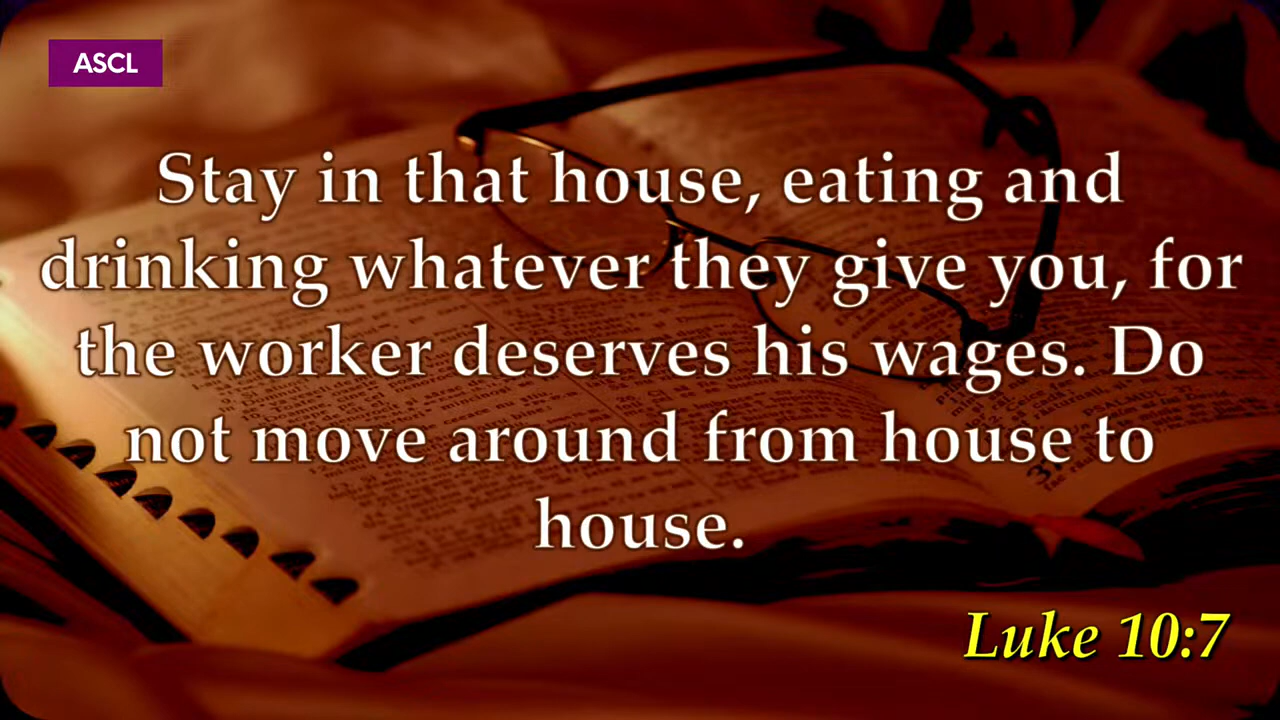 ASCL
Stay in that house, eating and
drinking whatever they give you, for
the worker deserves his wages. Do
not move around from house to
house.
Luke 10:7